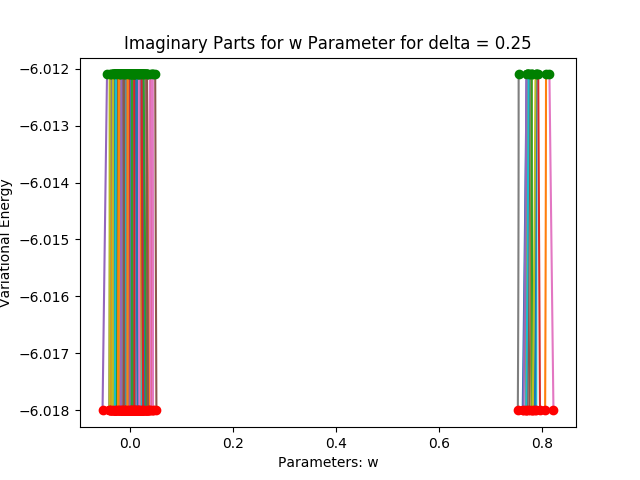 Imaginary Parts for w Parameter for delta = 0.25
−6.012
−6.013
−6.014
−6.015
−6.016
−6.017
−6.018
Variational Energy
0.0 0.2 0.4 0.6 0.8
Parameters: w